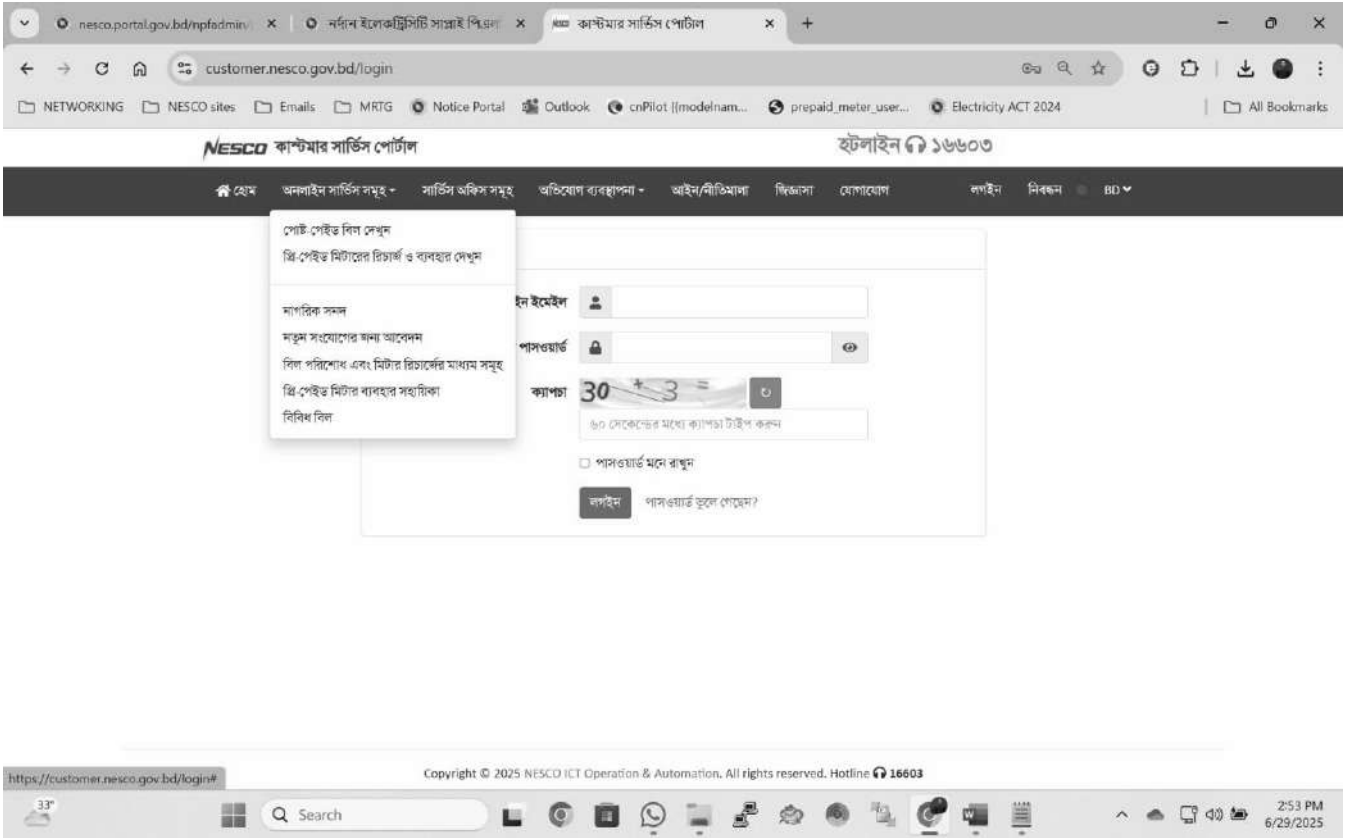 nesco.portal.gov.bd/npfadmin/
নর্দান ইলেকট্রিসিটি সাপ্লাই পি.এল
কাস্টমার সার্ভিস পোর্টাল
customer.nesco.gov.bd/login
NETWORKING NESCO sites Emails MRTG Notice Portal Outlook cnPilot {{modelnam... prepaid_meter_user... Electricity ACT 2024 All Bookmarks
NESCO কাস্টমার সার্ভিস পোর্টাল হটলাইন ১৬৬০৩
হোম অনলাইন সার্ভিস সমূহ সার্ভিস অফিস সমূহ অভিযোগ ব্যবস্থাপনা আইন/নীতিমালা জিজ্ঞাসা যোগাযোগ লগইন নিবন্ধন BD
পোষ্ট-পেইড বিল দেখুন
প্রি-পেইড মিটারের রিচার্জ ও ব্যবহার দেখুন
নাগরিক সনদ
নতুন সংযোগের জন্য আবেদন
বিল পরিশোধ এবং মিটার রিচার্জের মাধ্যম সমূহ
প্রি-পেইড মিটার ব্যবহার সহায়িকা
বিবিধ বিল
ইন ইমেইল
পাসওয়ার্ড
ক্যাপচা 30 + 3 =
৬০ সেকেন্ডের মধ্যে ক্যাপচা টাইপ করুন
পাসওয়ার্ড মনে রাখুন
লগইন পাসওয়ার্ড ভুলে গেছেন?
Copyright © 2025 NESCO ICT Operation & Automation. All rights reserved. Hotline 16603
https://customer.nesco.gov.bd/login#
33°
Search
2:53 PM
6/29/2025